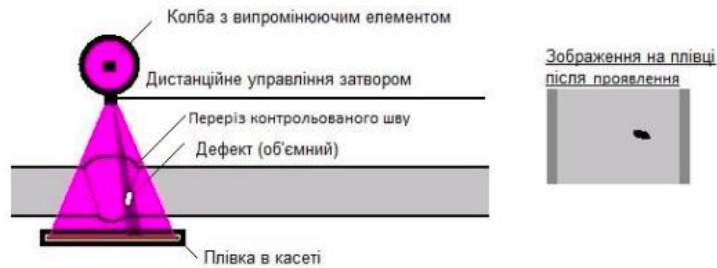 Колба з випромінюючим елементом
Дистанційне управління затвором
Переріз контрольованого шву
Дефект (об'ємний)
Плівка в касеті
Зображення на плівці
після проявлення